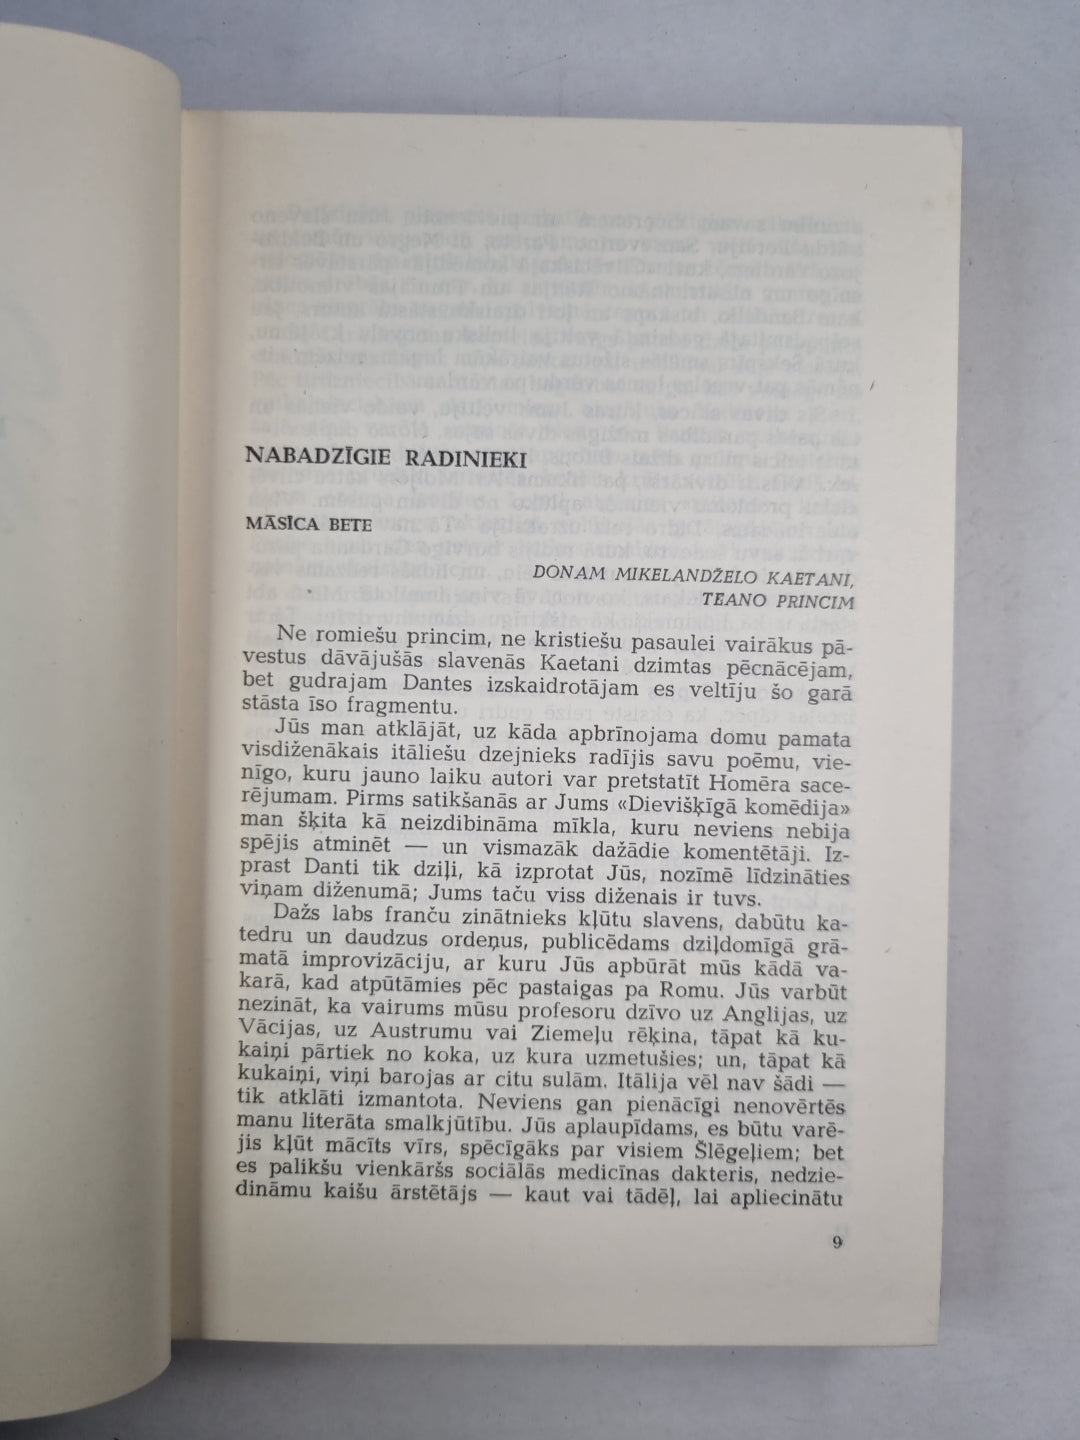 NABADZĪGIE RADINIEKI
MĀSĪCA BETE
DONAM MIKELANDŽELO KAETANI,
TEANO PRINCIM
Ne romiešu princim, ne kristiešu pasaulei vairākus pā-
vestus dāvājušās slavenās Kaetani dzimtas pēcnācējam,
bet gudrajam Dantes izskaidrotājam es veltīju šo garā
stāsta īso fragmentu.
Jūs man atklājāt, uz kāda apbrīnojama domu pamata
visdiženākais itāliešu dzejnieks radījis savu poēmu, vie-
nīgo, kuru jauno laiku autori var pretstatīt Homēra sace-
rējumam. Pirms satikšanās ar Jums «Dievišķīgā komēdija»
man šķita kā neizdibināma mīkla, kuru neviens nebija
spējis atminēt — un vismazāk dažādie komentētāji. Iz-
prast Danti tik dziļi, kā izprotat Jūs, nozīmē līdzināties
viņam diženumā; Jums taču viss diženais ir tuvs.
Dažs labs franču zinātnieks kļūtu slavens, dabūtu ka-
tedru un daudzus ordeņus, publicēdams dziļdomīgā grā-
matā improvizāciju, ar kuru Jūs apbūrāt mūs kādā va-
karā, kad atpūtāmies pēc pastaigas pa Romu. Jūs varbūt
nezināt, ka vairums mūsu profesoru dzīvo uz Anglijas, uz
Vācijas, uz Austrumu vai Ziemeļu rēķina, tāpat kā ku-
kaiņi pārtiek no koka, uz kura uzmetušies; un, tāpat kā
kukaiņi, viņi barojas ar citu sulām. Itālija vēl nav šādi —
tik atklāti izmantota. Neviens gan pienācīgi nenovērtēs
manu literāta smalkjūtību. Jūs aplaupīdams, es būtu varē-
jis kļūt mācīts vīrs, spēcīgāks par visiem Šlēgeļiem; bet
es palikšu vienkāršs sociālās medicīnas dakteris, nedzie-
dināmu kaišu ārstētājs — kaut vai tādēļ, lai apliecinātu
9